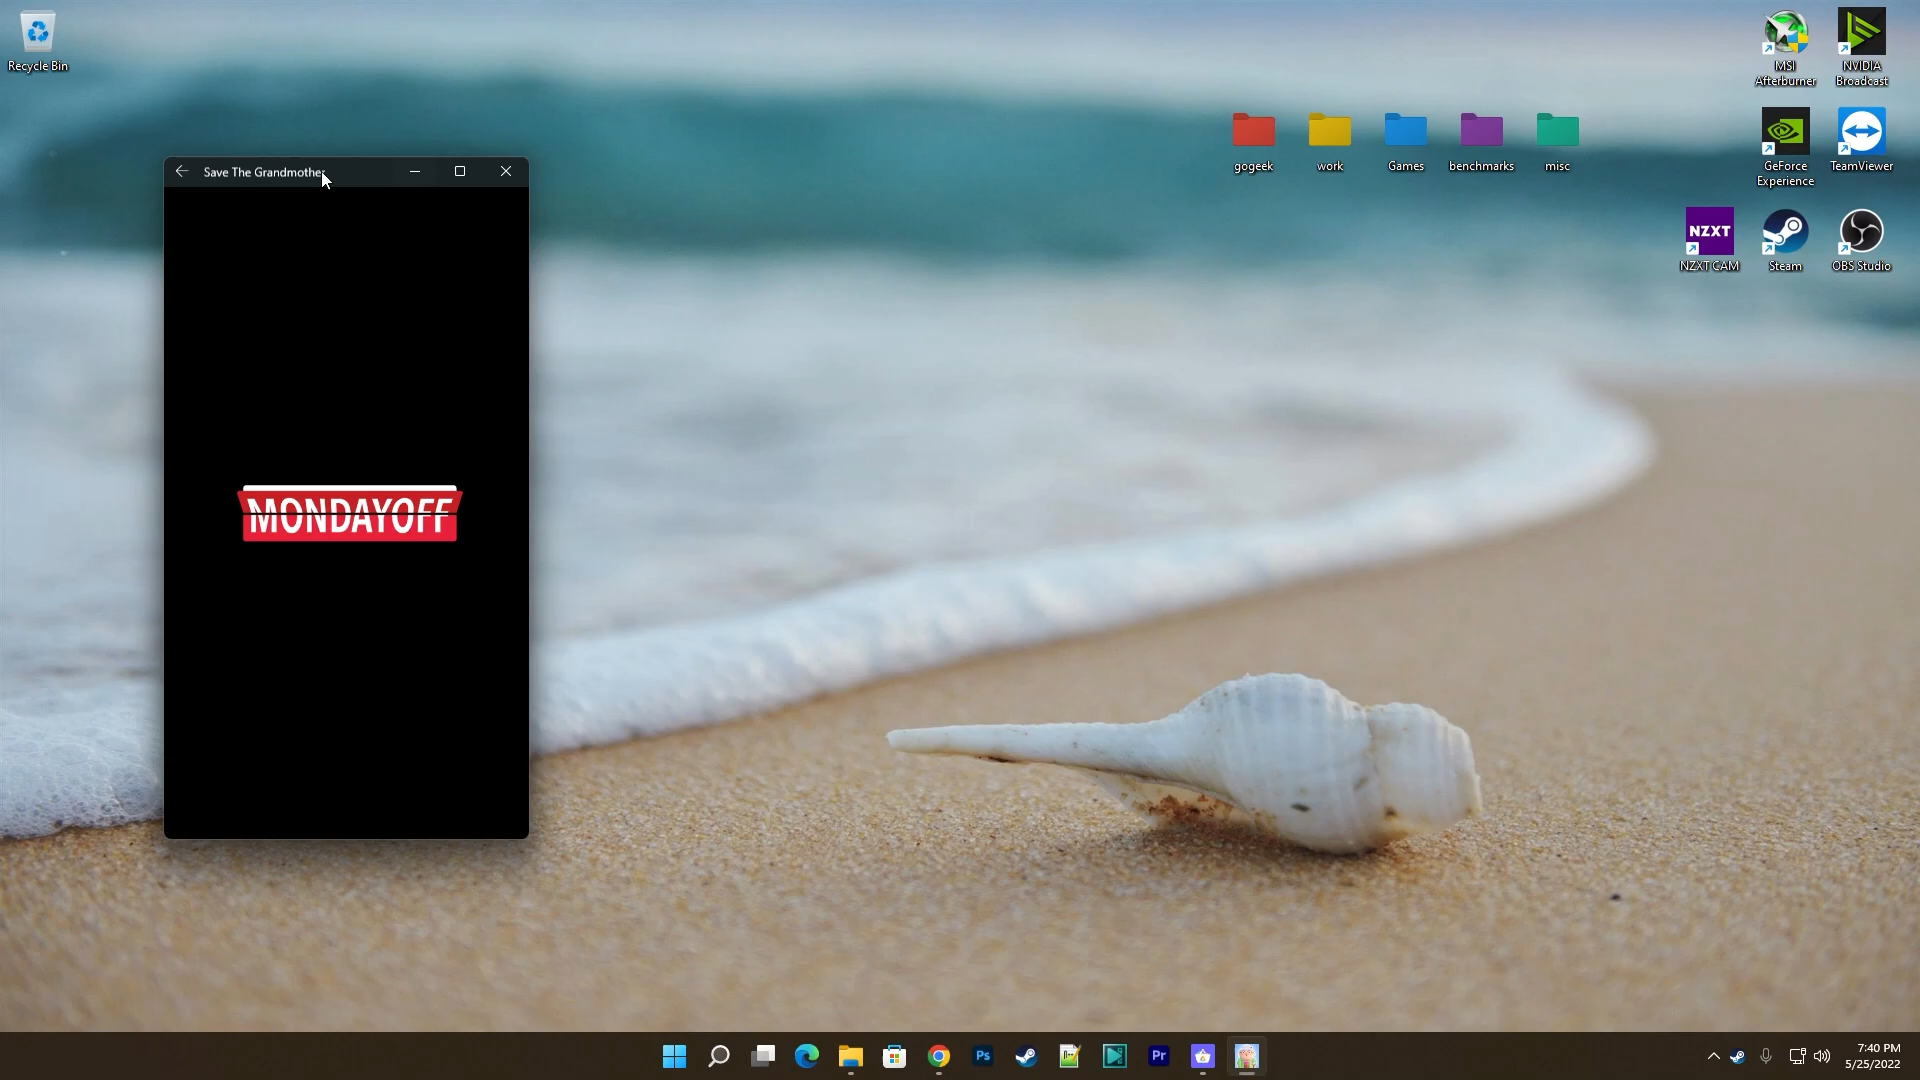 Recycle Bin
Save The Grandmother
MONDAYOFF
gogeek
work
Games
benchmarks
misc
MSI
Afterburner
NVIDIA
Broadcast
GeForce
Experience
TeamViewer
NZXT
NZXT CAM
Steam
OBS Studio
Ps
Pr
7:40 PM
5/25/2022